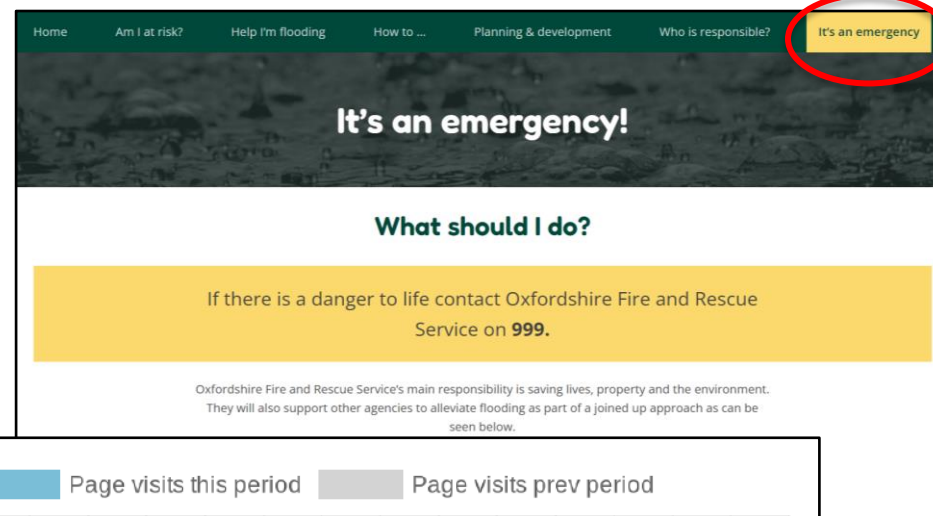 Home Am I at risk? Help I'm flooding How to ... Planning & development Who is responsible? It's an emergency
It's an emergency!
What should I do?
If there is a danger to life contact Oxfordshire Fire and Rescue
Service on 999.
Oxfordshire Fire and Rescue Service's main responsibility is saving lives, property and the environment.
They will also support other agencies to alleviate flooding as part of a joined up approach as can be
seen below.
Page visits this period Page visits prev period